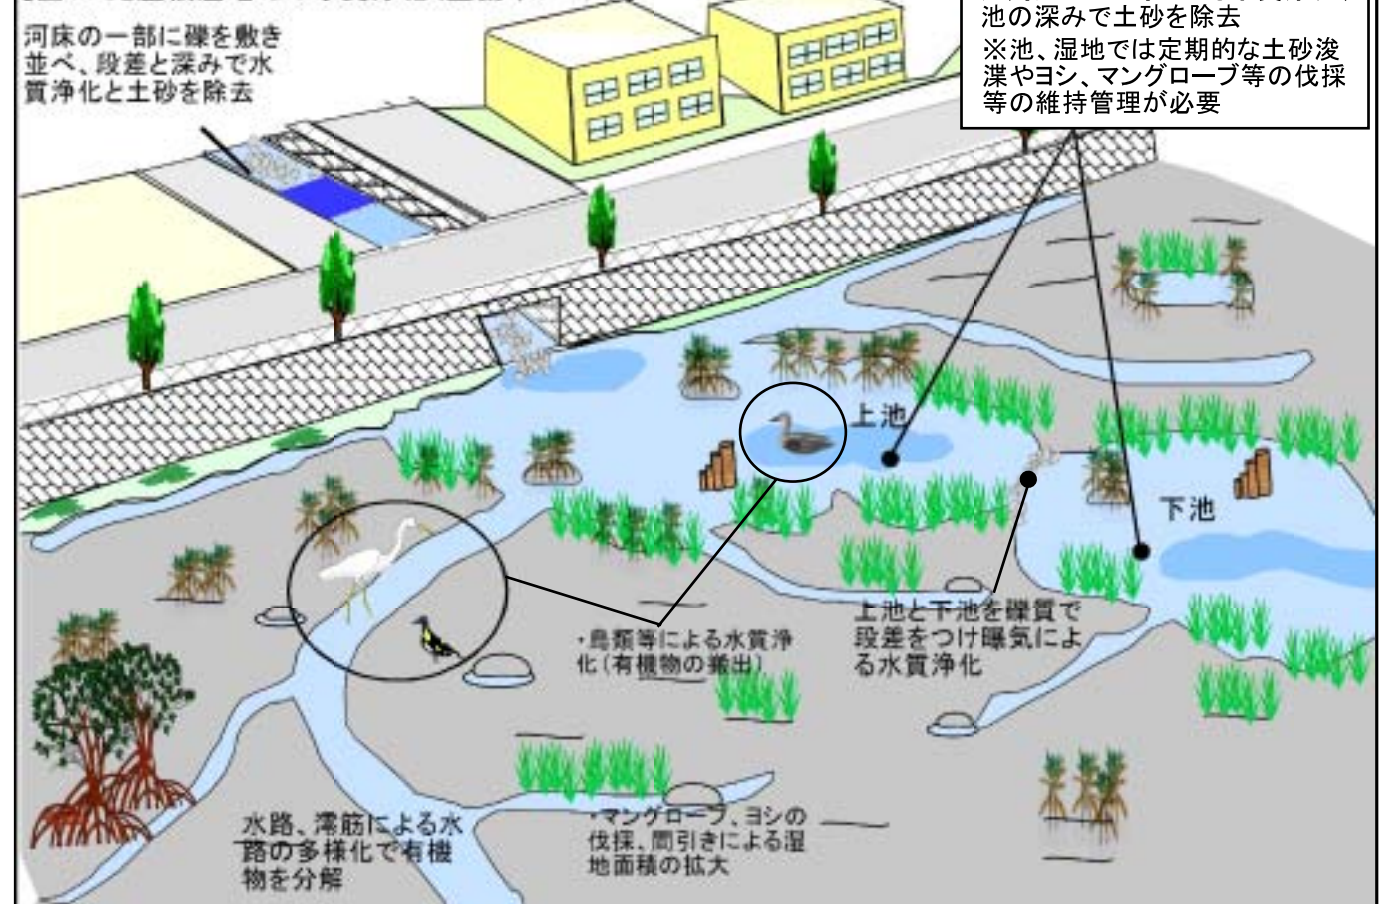 河床の一部に礫を敷き
並べ、段差と深みで水
質浄化と土砂を除去
池の深みで土砂を除去
※池、湿地では定期的な土砂浚
渫やヨシ、マングローブ等の伐採
等の維持管理が必要
上池
下池
・鳥類等による水質浄
化(有機物の搬出)
上池と下池を礫質で
段差をつけ曝気によ
る水質浄化
水路、澪筋による水
路の多様化で有機
物を分解
・マングローブ、ヨシの
伐採、間引きによる湿
地面積の拡大